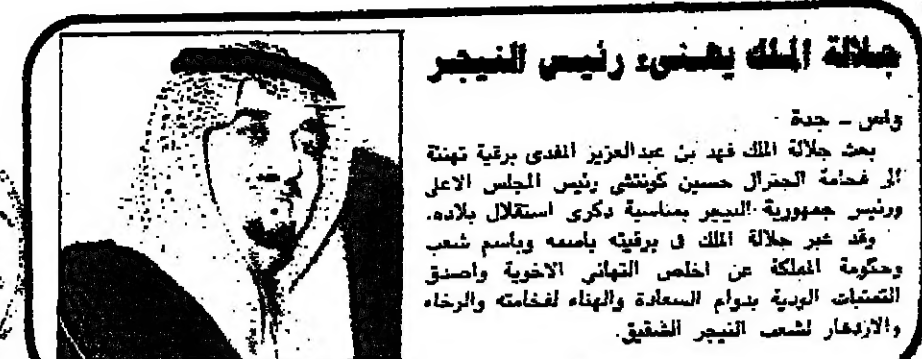 جلالة الملك يهنىء رئيس النيجر
واس - جدة
بعث جلالة الملك فهد بن عبدالعزيز المفدى برقية تهنئة
الى فخامة الجنرال حسين كونتشي رئيس المجلس الاعلى
ورئيس جمهورية النيجر بمناسبة ذكرى استقلال بلاده.
وقد عبر جلالة الملك في برقيته باسمه وباسم شعب
وحكومة المملكة عن اخلص التهاني الاخوية واصدق
التمنيات الودية بدوام السعادة والهناء لفخامته والرخاء
والازدهار لشعب النيجر الشقيق.